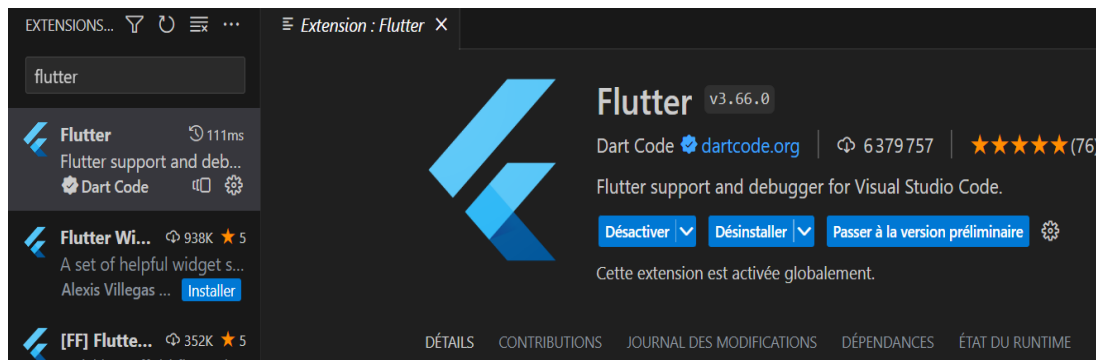 EXTENSIONS... ···
Extension : Flutter ×
flutter
Flutter 111ms
Flutter support and deb...
Dart Code
Flutter Wi... 938K ★ 5
A set of helpful widget s...
Alexis Villegas ... Installer
[FF] Flutte... 352K ★ 5
Flutter v3.66.0
Dart Code dartcode.org | 6379757 | ★★★★★(76)
Flutter support and debugger for Visual Studio Code.
Désactiver Désinstaller Passer à la version préliminaire
Cette extension est activée globalement.
DÉTAILS CONTRIBUTIONS JOURNAL DES MODIFICATIONS DÉPENDANCES ÉTAT DU RUNTIME